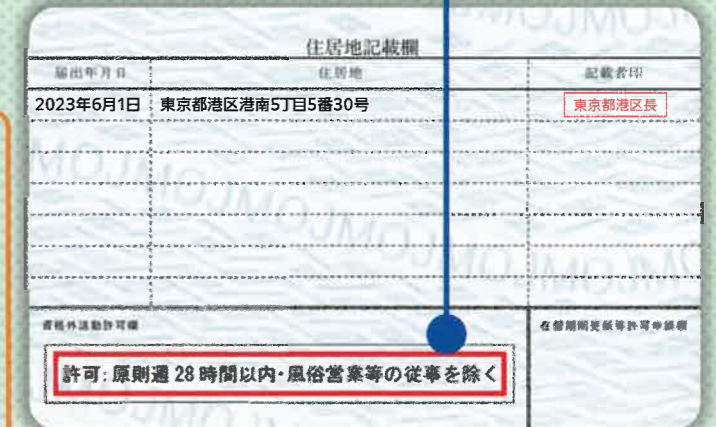 住居地記載欄
届出年月日 住居地 記載者印
2023年6月1日 東京都港区港南5丁目5番30号 東京都港区長
資格外活動許可欄 在留期間更新等許可申請欄
許可:原則週28時間以内・風俗営業等の従事を除く
MOJMOJMOJMOJMOJ